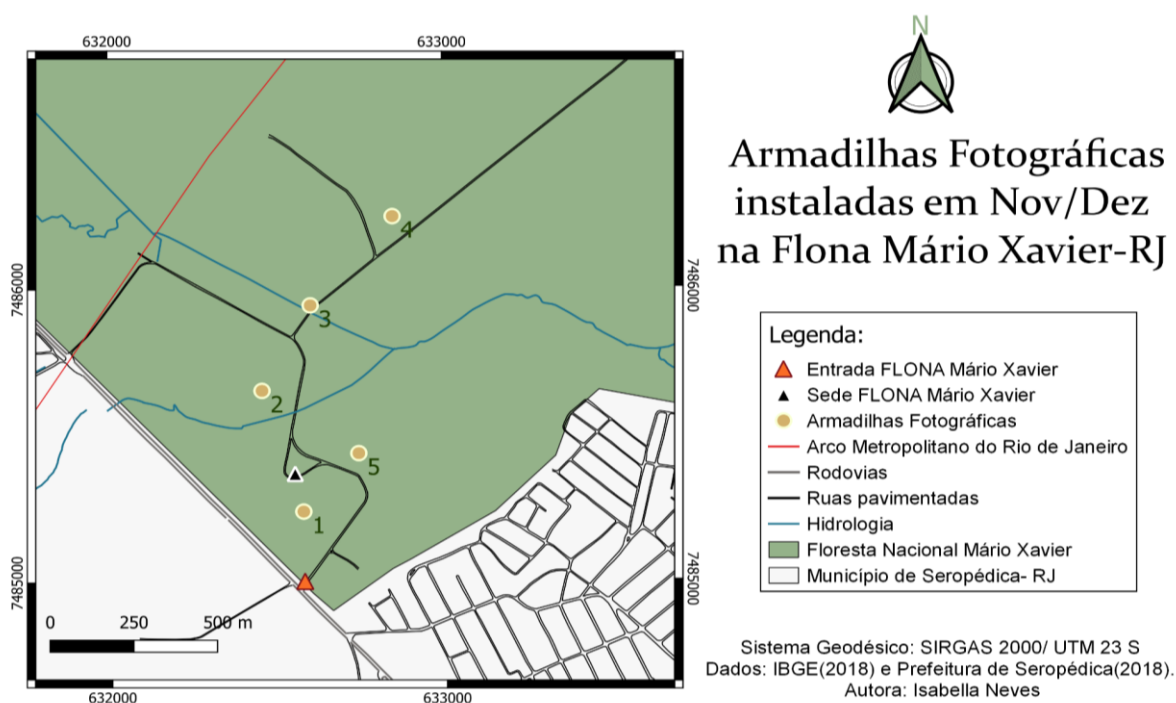 632000
633000
N
Armadilhas Fotográficas
instaladas em Nov/Dez
na Flona Mário Xavier-RJ
4
7486000
7486000
3
2
5
1
7485000
7485000
0 250 500 m
632000
633000
Legenda:
Entrada FLONA Mário Xavier
Sede FLONA Mário Xavier
Armadilhas Fotográficas
Arco Metropolitano do Rio de Janeiro
Rodovias
Ruas pavimentadas
Hidrologia
Floresta Nacional Mário Xavier
Município de Seropédica- RJ
Sistema Geodésico: SIRGAS 2000/ UTM 23 S
Dados: IBGE(2018) e Prefeitura de Seropédica(2018).
Autora: Isabella Neves